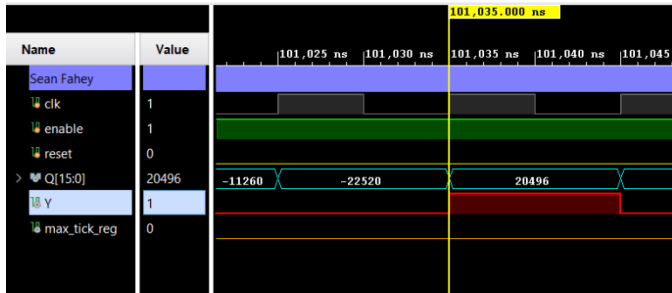 101,035.000 ns
Name Value
101,025 ns 101,030 ns 101,035 ns 101,040 ns 101,045
Sean Fahey
clk 1
enable 1
reset 0
Q[15:0] 20496 -11260 -22520 20496
Y 1
max_tick_reg 0